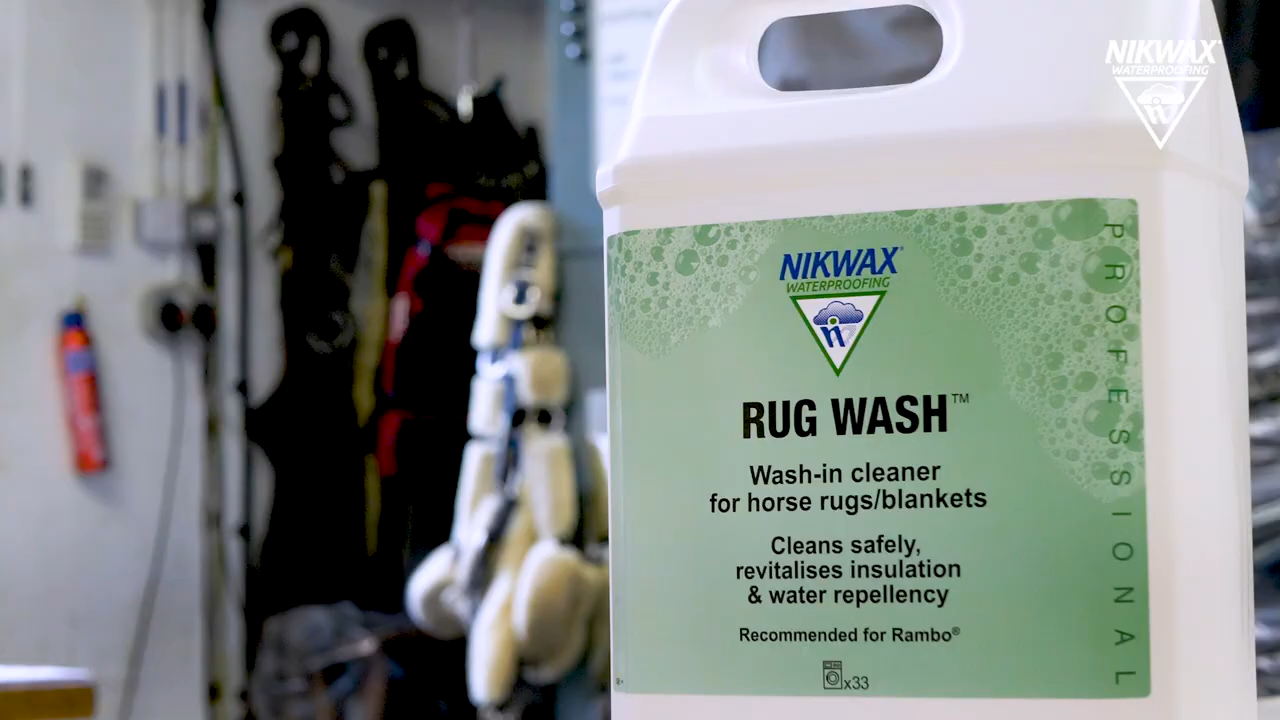 NIKWAX®
WATERPROOFING
NIKWAX®
WATERPROOFING
RUG WASH™
Wash-in cleaner
for horse rugs/blankets
Cleans safely,
revitalises insulation
& water repellency
Recommended for Rambo®
x33
PROFESSIONAL